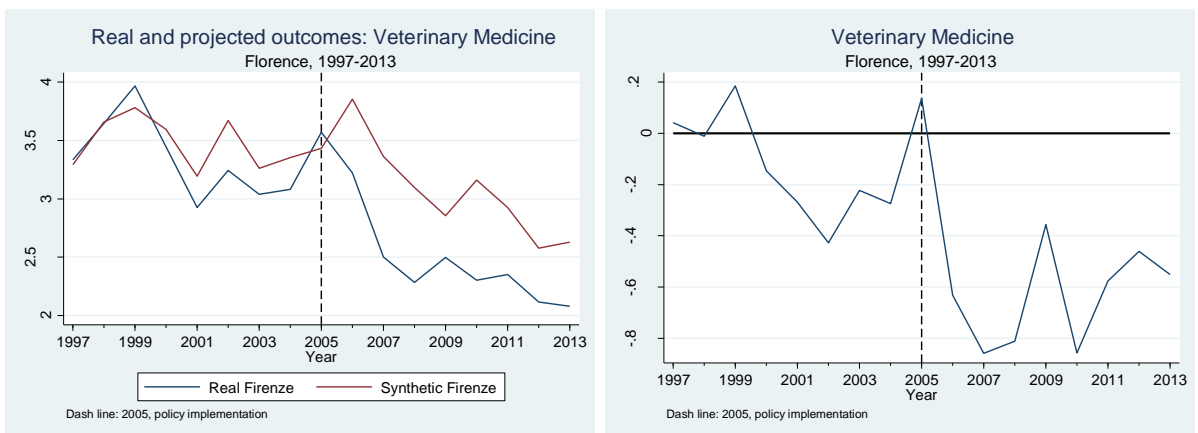 Real and projected outcomes: Veterinary Medicine
Florence, 1997-2013
4
3.5
3
2.5
2
1997 1999 2001 2003 2005 2007 2009 2011 2013
Year
Real Firenze Synthetic Firenze
Dash line: 2005, policy implementation
Veterinary Medicine
Florence, 1997-2013
.2
0
-.2
-.4
-.6
-.8
1997 1999 2001 2003 2005 2007 2009 2011 2013
Year
Dash line: 2005, policy implementation